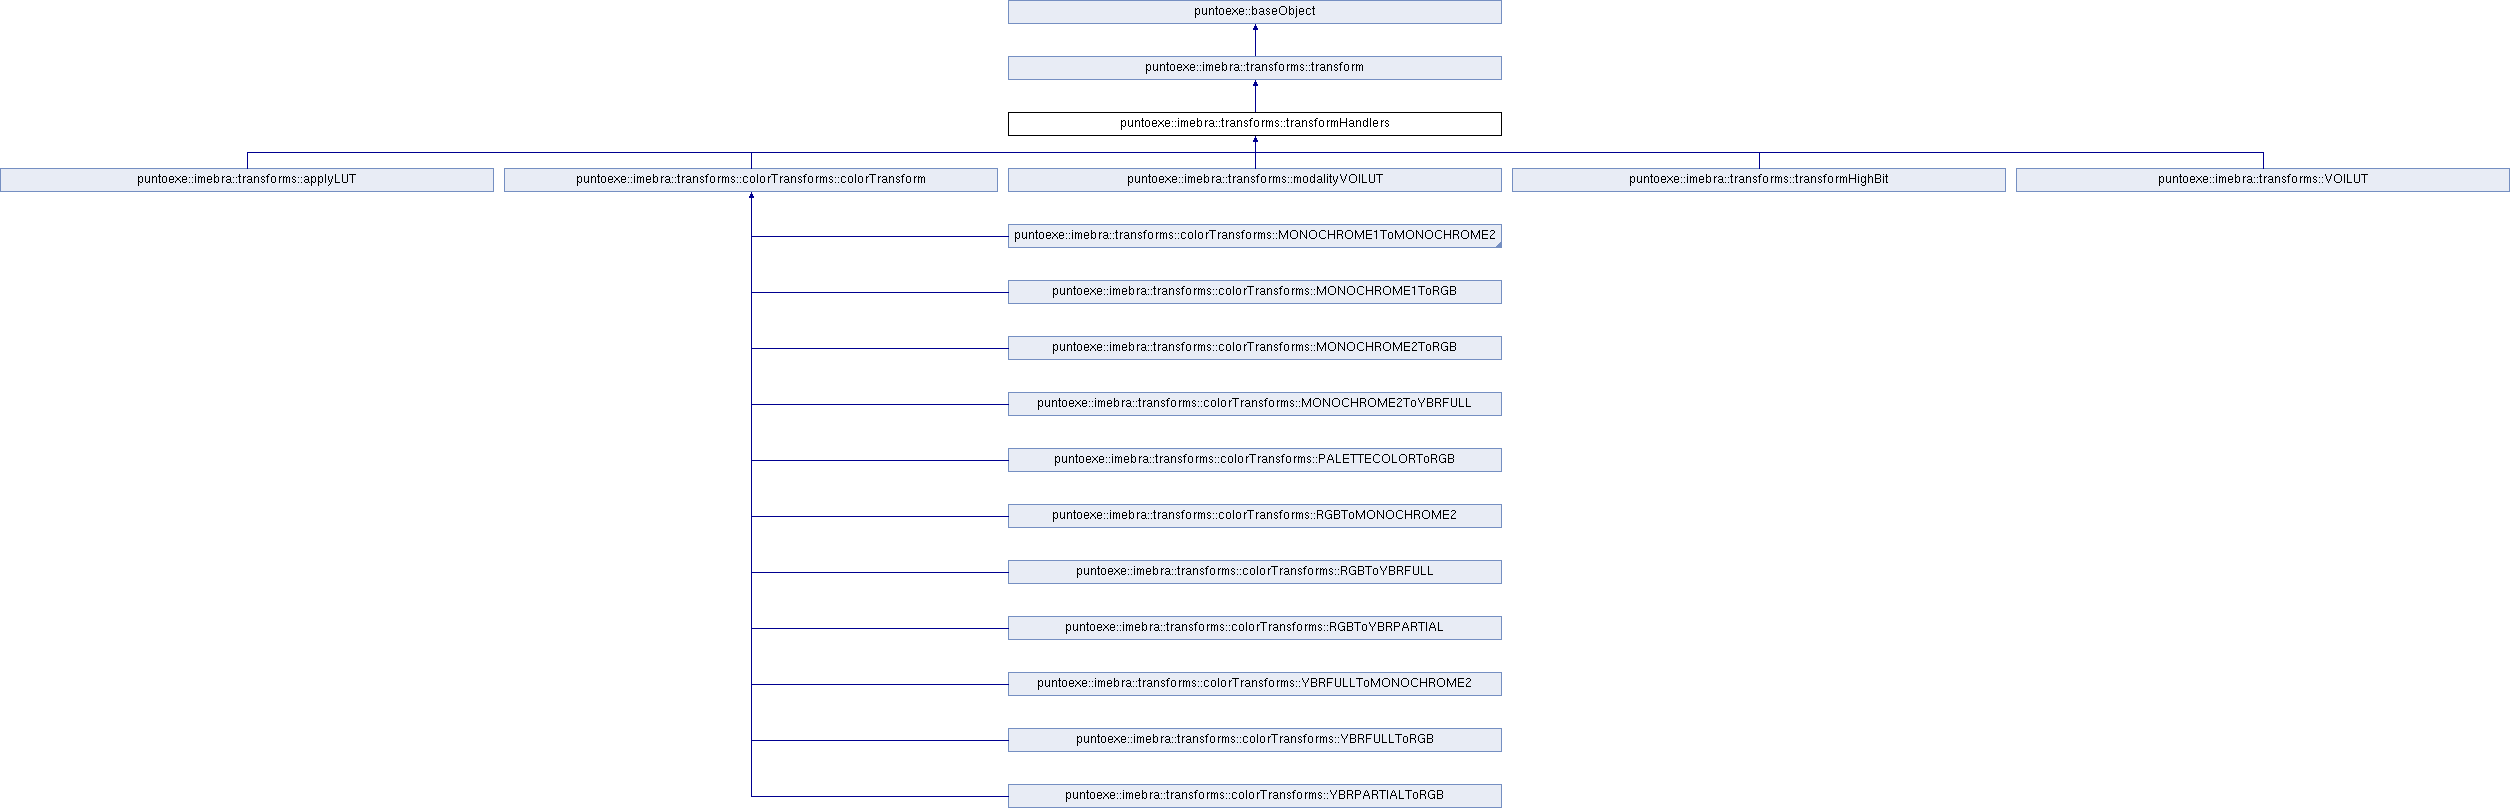 puntoexe::baseObject
puntoexe::imebra::transforms::transform
puntoexe::imebra::transforms::transformHandlers
puntoexe::imebra::transforms::applyLUT
puntoexe::imebra::transforms::colorTransforms::colorTransform
puntoexe::imebra::transforms::modalityVOILUT
puntoexe::imebra::transforms::transformHighBit
puntoexe::imebra::transforms::VOILUT
puntoexe::imebra::transforms::colorTransforms::MONOCHROME1ToMONOCHROME2
puntoexe::imebra::transforms::colorTransforms::MONOCHROME1ToRGB
puntoexe::imebra::transforms::colorTransforms::MONOCHROME2ToRGB
puntoexe::imebra::transforms::colorTransforms::MONOCHROME2ToYBRFULL
puntoexe::imebra::transforms::colorTransforms::PALETTECOLORToRGB
puntoexe::imebra::transforms::colorTransforms::RGBToMONOCHROME2
puntoexe::imebra::transforms::colorTransforms::RGBToYBRFULL
puntoexe::imebra::transforms::colorTransforms::RGBToYBRPARTIAL
puntoexe::imebra::transforms::colorTransforms::YBRFULLToMONOCHROME2
puntoexe::imebra::transforms::colorTransforms::YBRFULLToRGB
puntoexe::imebra::transforms::colorTransforms::YBRPARTIALToRGB